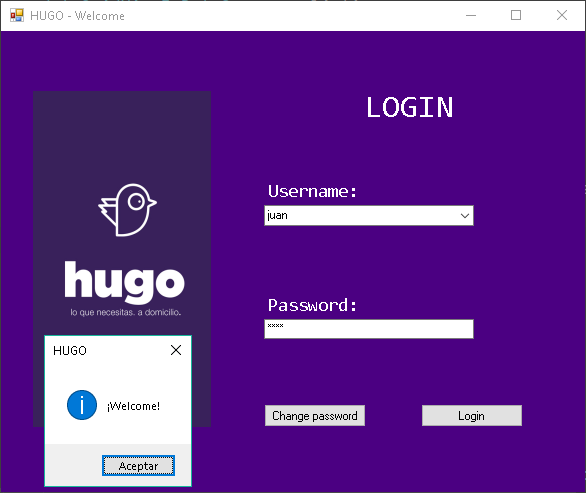 HUGO - Welcome
LOGIN
Username:
juan
hugo
lo que necesitas. a domicilio.
Password:
****
HUGO
¡Welcome!
Aceptar
Change password
Login